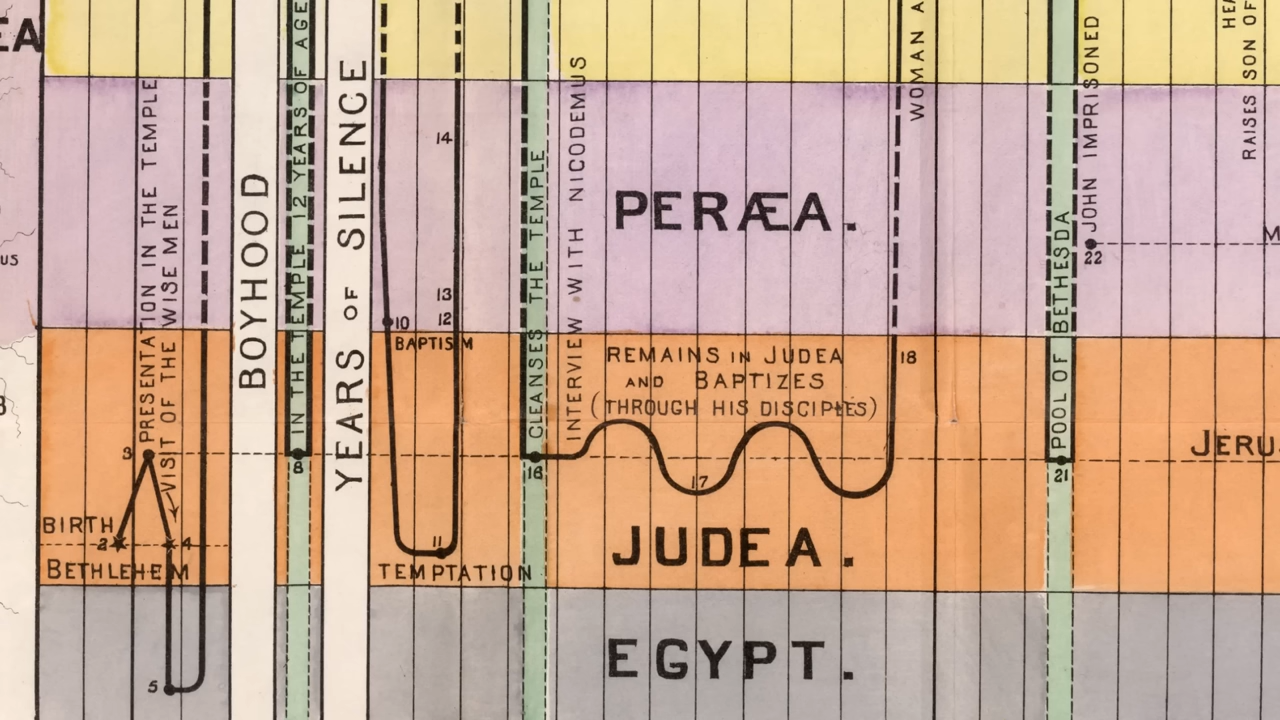 EA
WOMAN A
JOHN IMPRISONED
RAISES SON OF
PRESENTATION IN THE TEMPLE
VISIT OF THE WISE MEN
BOYHOOD
IN THE TEMPLE 12 YEARS OF AGE
YEARS OF SILENCE
14
13
12
10
BAPTISM
CLEANSES THE TEMPLE
INTERVIEW WITH NICODEMUS
PERÆA.
POOL OF BETHESDA
22
M
US
REMAINS IN JUDEA
AND BAPTIZES
(THROUGH HIS DISCIPLES)
18
JERU
3
8
16
17
21
BIRTH
2
4
BETHLEHEM
11
TEMPTATION
JUDEA.
EGYPT.
5